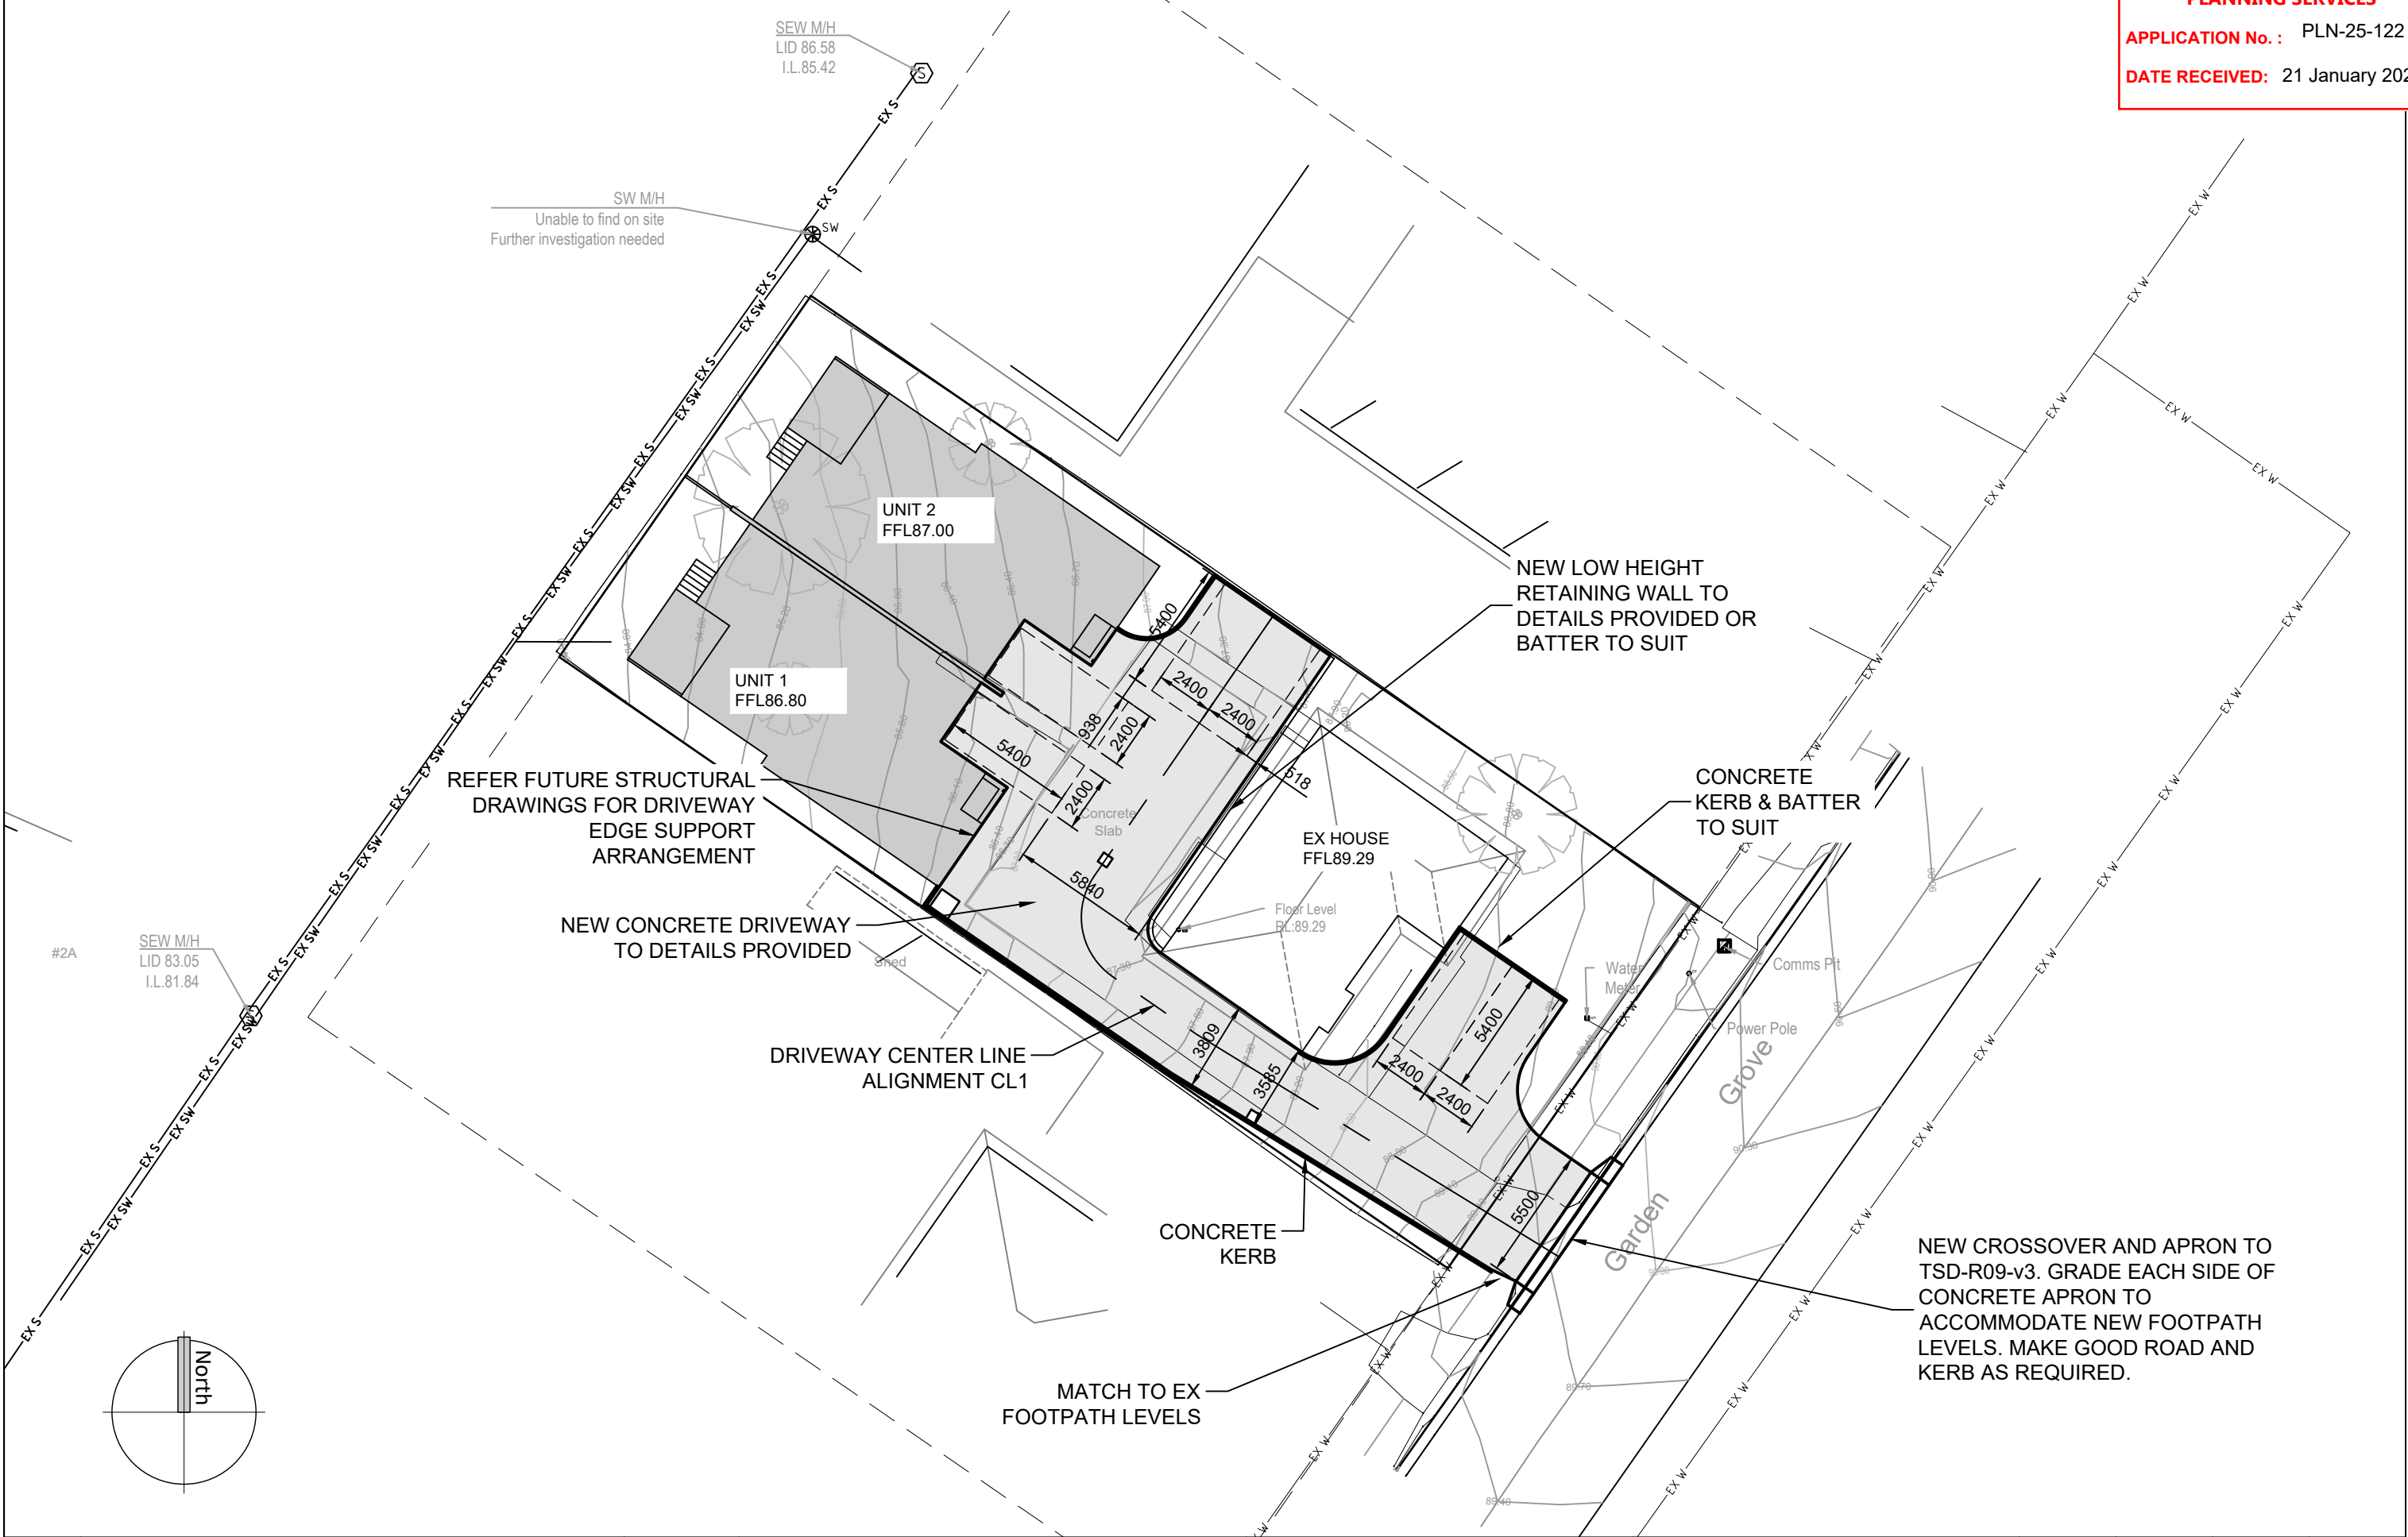 PLANNING SERVICES
APPLICATION No. : PLN-25-122
DATE RECEIVED: 21 January 202
SEW M/H
LID 86.58
I.L.85.42
S
SW M/H
Unable to find on site
Further investigation needed
SW
EX S
EX SW
EX W
UNIT 2
FFL87.00
UNIT 1
FFL86.80
NEW LOW HEIGHT
RETAINING WALL TO
DETAILS PROVIDED OR
BATTER TO SUIT
5400
2400
2400
938
2400
5400
2400
518
5840
Concrete
Slab
REFER FUTURE STRUCTURAL
DRAWINGS FOR DRIVEWAY
EDGE SUPPORT
ARRANGEMENT
EX HOUSE
FFL89.29
CONCRETE
KERB & BATTER
TO SUIT
Floor Level
RL:89.29
NEW CONCRETE DRIVEWAY
TO DETAILS PROVIDED
Shed
#2A
SEW M/H
LID 83.05
I.L.81.84
Water
Meter
Comms Pit
Power Pole
DRIVEWAY CENTER LINE
ALIGNMENT CL1
3809
3585
5400
2400
2400
5500
Garden Grove
CONCRETE
KERB
NEW CROSSOVER AND APRON TO
TSD-R09-v3. GRADE EACH SIDE OF
CONCRETE APRON TO
ACCOMMODATE NEW FOOTPATH
LEVELS. MAKE GOOD ROAD AND
KERB AS REQUIRED.
MATCH TO EX
FOOTPATH LEVELS
89.70
89.40
North